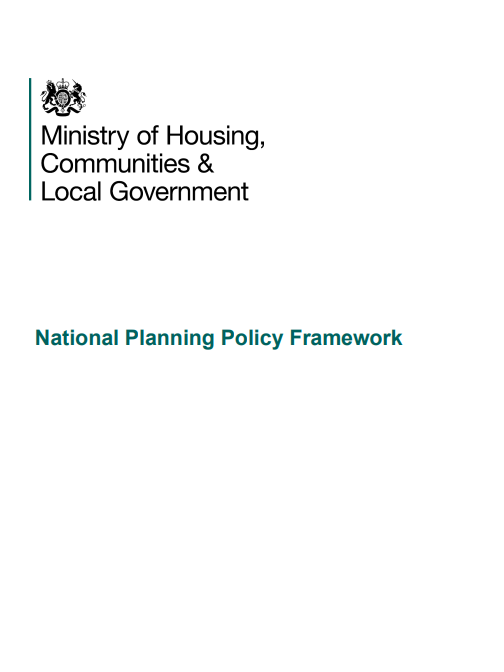 Ministry of Housing,
Communities &
Local Government
National Planning Policy Framework